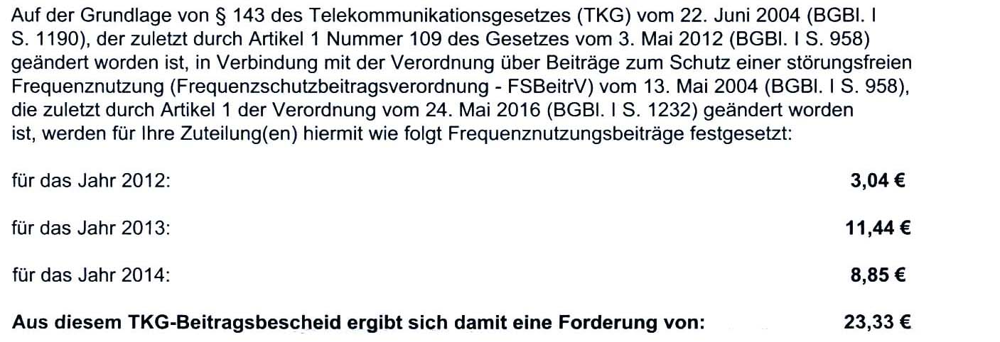 Auf der Grundlage von § 143 des Telekommunikationsgesetzes (TKG) vom 22. Juni 2004 (BGBl. I
S. 1190), der zuletzt durch Artikel 1 Nummer 109 des Gesetzes vom 3. Mai 2012 (BGBl. I S. 958)
geändert worden ist, in Verbindung mit der Verordnung über Beiträge zum Schutz einer störungsfreien
Frequenznutzung (Frequenzschutzbeitragsverordnung - FSBeitrV) vom 13. Mai 2004 (BGBl. I S. 958),
die zuletzt durch Artikel 1 der Verordnung vom 24. Mai 2016 (BGBl. I S. 1232) geändert worden
ist, werden für Ihre Zuteilung(en) hiermit wie folgt Frequenznutzungsbeiträge festgesetzt:
für das Jahr 2012: 3,04 €
für das Jahr 2013: 11,44 €
für das Jahr 2014: 8,85 €
Aus diesem TKG-Beitragsbescheid ergibt sich damit eine Forderung von: 23,33 €